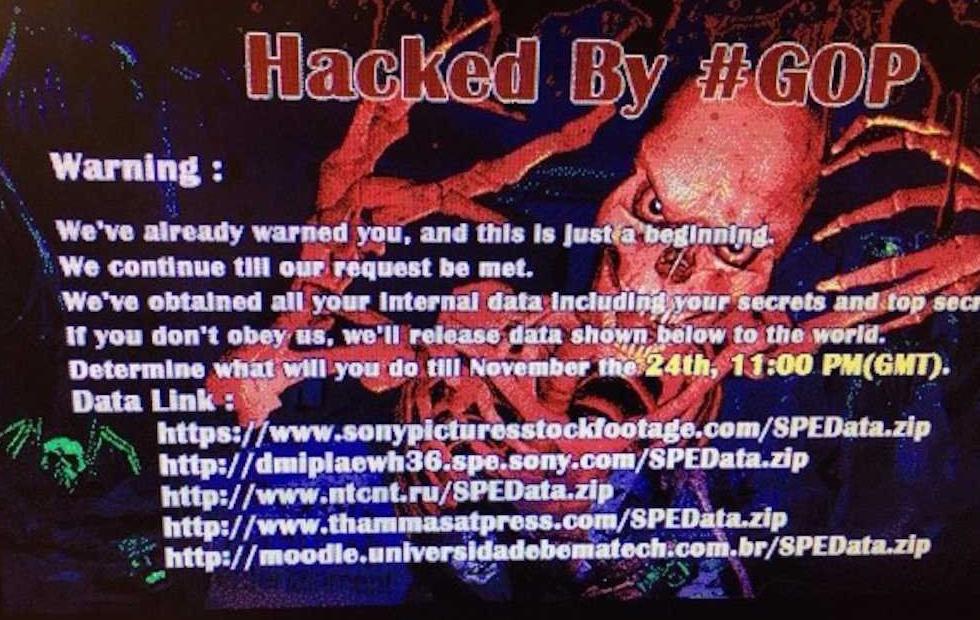 Hacked By #GOP
Warning :
We've already warned you, and this is just a beginning.
We continue till our request be met.
We've obtained all your internal data including your secrets and top sec
If you don't obey us, we'll release data shown below to the world.
Determine what will you do till November the 24th, 11:00 PM(GMT).
Data Link :
https://www.sonypicturesstockfootage.com/SPEData.zip
http://dmiplaewh36.spe.sony.com/SPEData.zip
http://www.ntcnt.ru/SPEData.zip
http://www.thammasatpress.com/SPEData.zip
http://moodle.universidadebematech.com.br/SPEData.zip